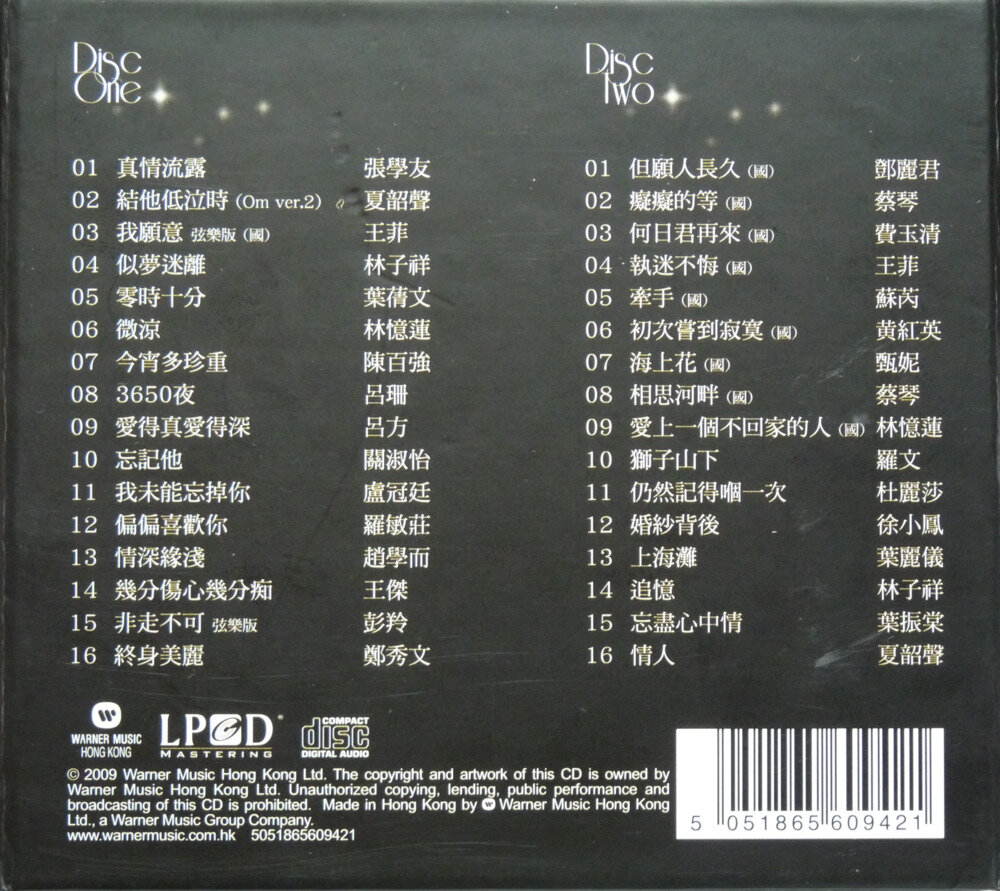 Disc
One
01 真情流露 張學友
02 結他低泣時 (Om ver.2) 夏韶聲
03 我願意 弦樂版 (國) 王菲
04 似夢迷離 林子祥
05 零時十分 葉蒨文
06 微涼 林憶蓮
07 今宵多珍重 陳百強
08 3650夜 呂珊
09 愛得真愛得深 呂方
10 忘記他 關淑怡
11 我未能忘掉你 盧冠廷
12 偏偏喜歡你 羅敏莊
13 情深緣淺 趙學而
14 幾分傷心幾分痴 王傑
15 非走不可 弦樂版 彭羚
16 終身美麗 鄭秀文
Disc
Two
01 但願人長久 (國) 鄧麗君
02 癡癡的等 (國) 蔡琴
03 何日君再來 (國) 費玉清
04 執迷不悔 (國) 王菲
05 牽手 (國) 蘇芮
06 初次嘗到寂寞 (國) 黃紅英
07 海上花 (國) 甄妮
08 相思河畔 (國) 蔡琴
09 愛上一個不回家的人 (國) 林憶蓮
10 獅子山下 羅文
11 仍然記得嗰一次 杜麗莎
12 婚紗背後 徐小鳳
13 上海灘 葉麗儀
14 追憶 林子祥
15 忘盡心中情 葉振棠
16 情人 夏韶聲
WARNER MUSIC
HONG KONG
LPCD
MASTERING
COMPACT
disc
DIGITAL AUDIO
© 2009 Warner Music Hong Kong Ltd. The copyright and artwork of this CD is owned by
Warner Music Hong Kong Ltd. Unauthorized copying, lending, public performance and
broadcasting of this CD is prohibited. Made in Hong Kong by Warner Music Hong Kong
Ltd., a Warner Music Group Company.
www.warnermusic.com.hk 5051865609421
5 051865 609421